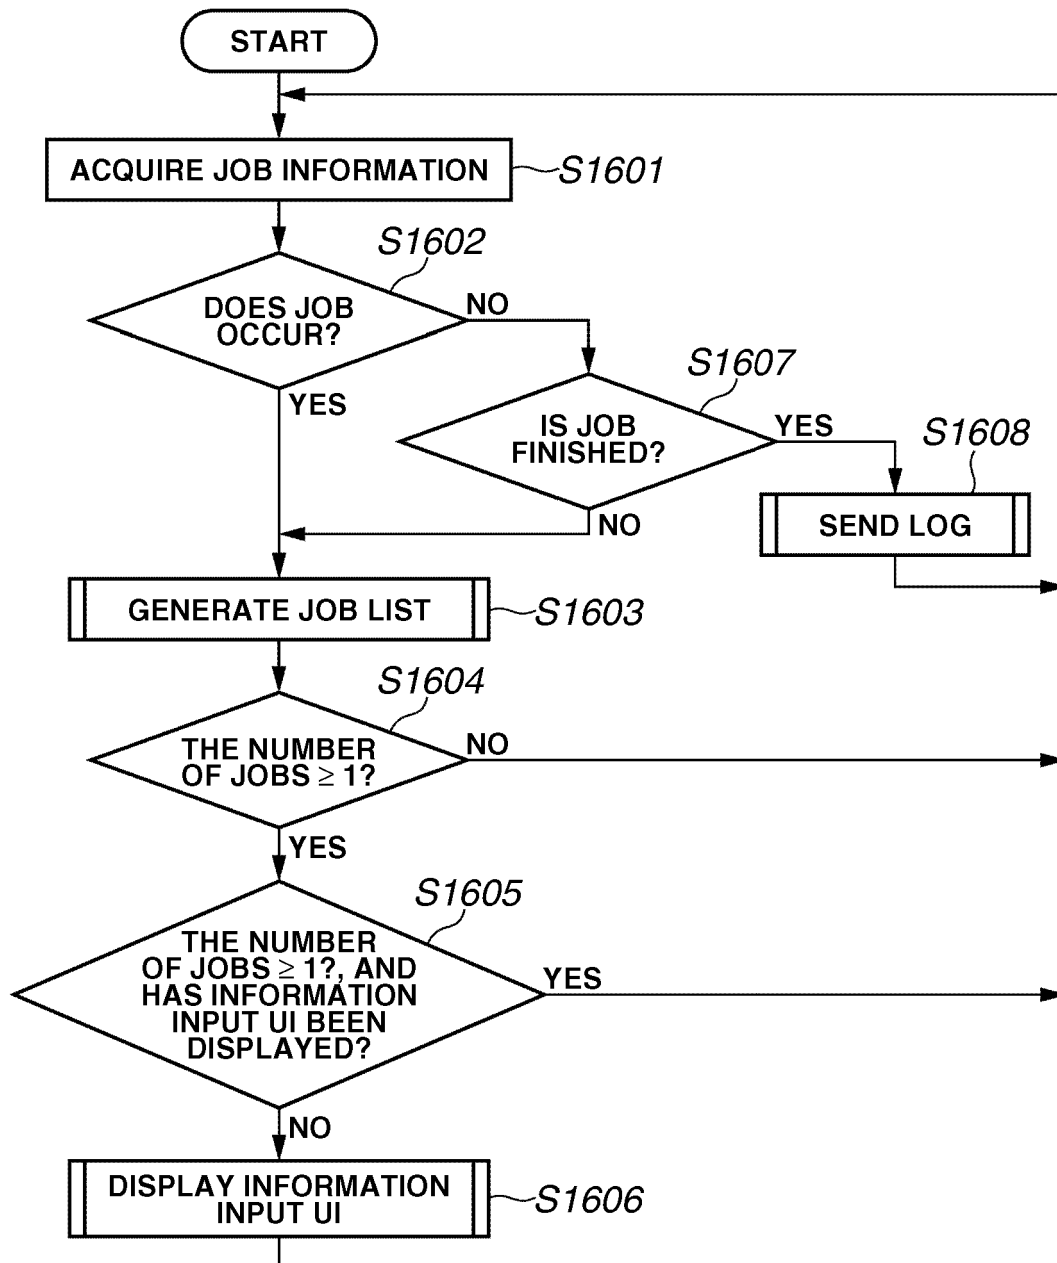 START
ACQUIRE JOB INFORMATION
S1601
S1602
DOES JOB
OCCUR?
NO
YES
S1607
IS JOB
FINISHED?
YES
NO
S1608
SEND LOG
GENERATE JOB LIST
S1603
S1604
THE NUMBER
OF JOBS ≥ 1?
NO
YES
S1605
THE NUMBER
OF JOBS ≥ 1?, AND
HAS INFORMATION
INPUT UI BEEN
DISPLAYED?
YES
NO
DISPLAY INFORMATION
INPUT UI
S1606